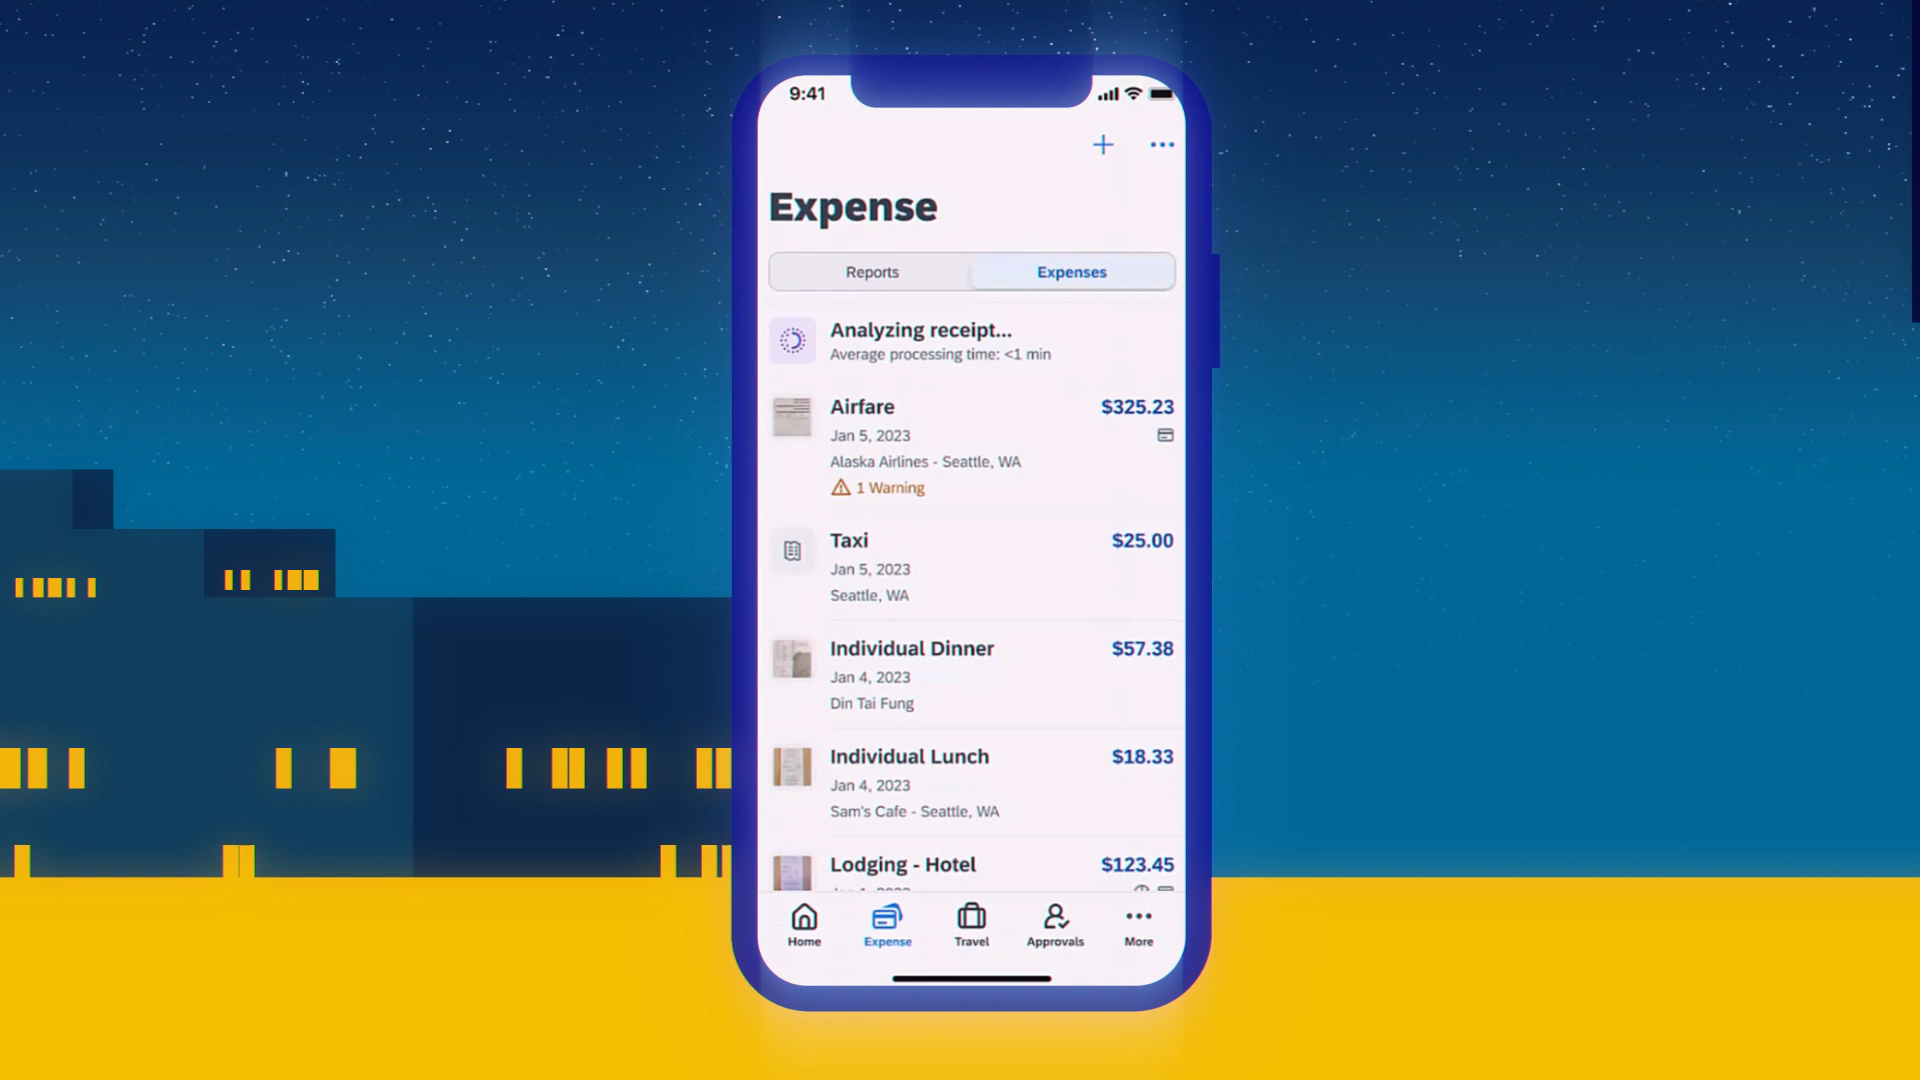 9:41
Expense
Reports
Expenses
Analyzing receipt...
Average processing time: <1 min
Airfare
$325.23
Jan 5, 2023
Alaska Airlines - Seattle, WA
1 Warning
Taxi
$25.00
Jan 5, 2023
Seattle, WA
Individual Dinner
$57.38
Jan 4, 2023
Din Tai Fung
Individual Lunch
$18.33
Jan 4, 2023
Sam's Cafe - Seattle, WA
Lodging - Hotel
$123.45
Home
Expense
Travel
Approvals
More